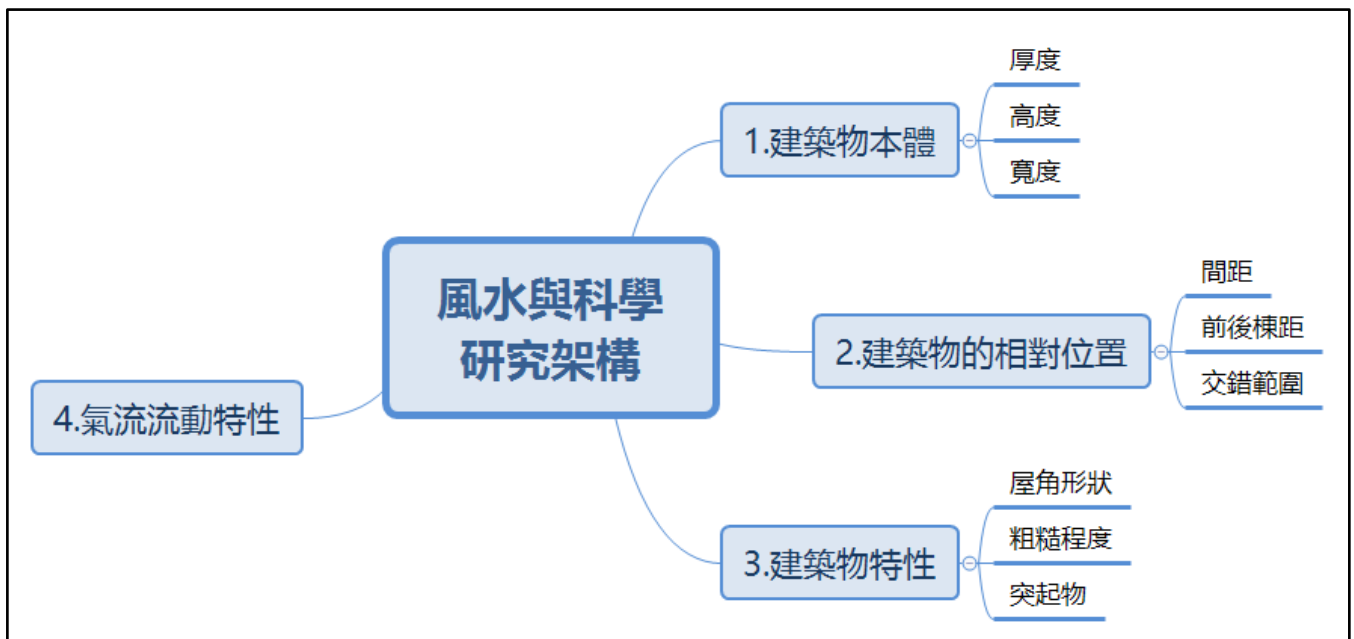 風水與科學
研究架構
1.建築物本體
厚度
高度
寬度
2.建築物的相對位置
間距
前後棟距
交錯範圍
3.建築物特性
屋角形狀
粗糙程度
突起物
4.氣流流動特性